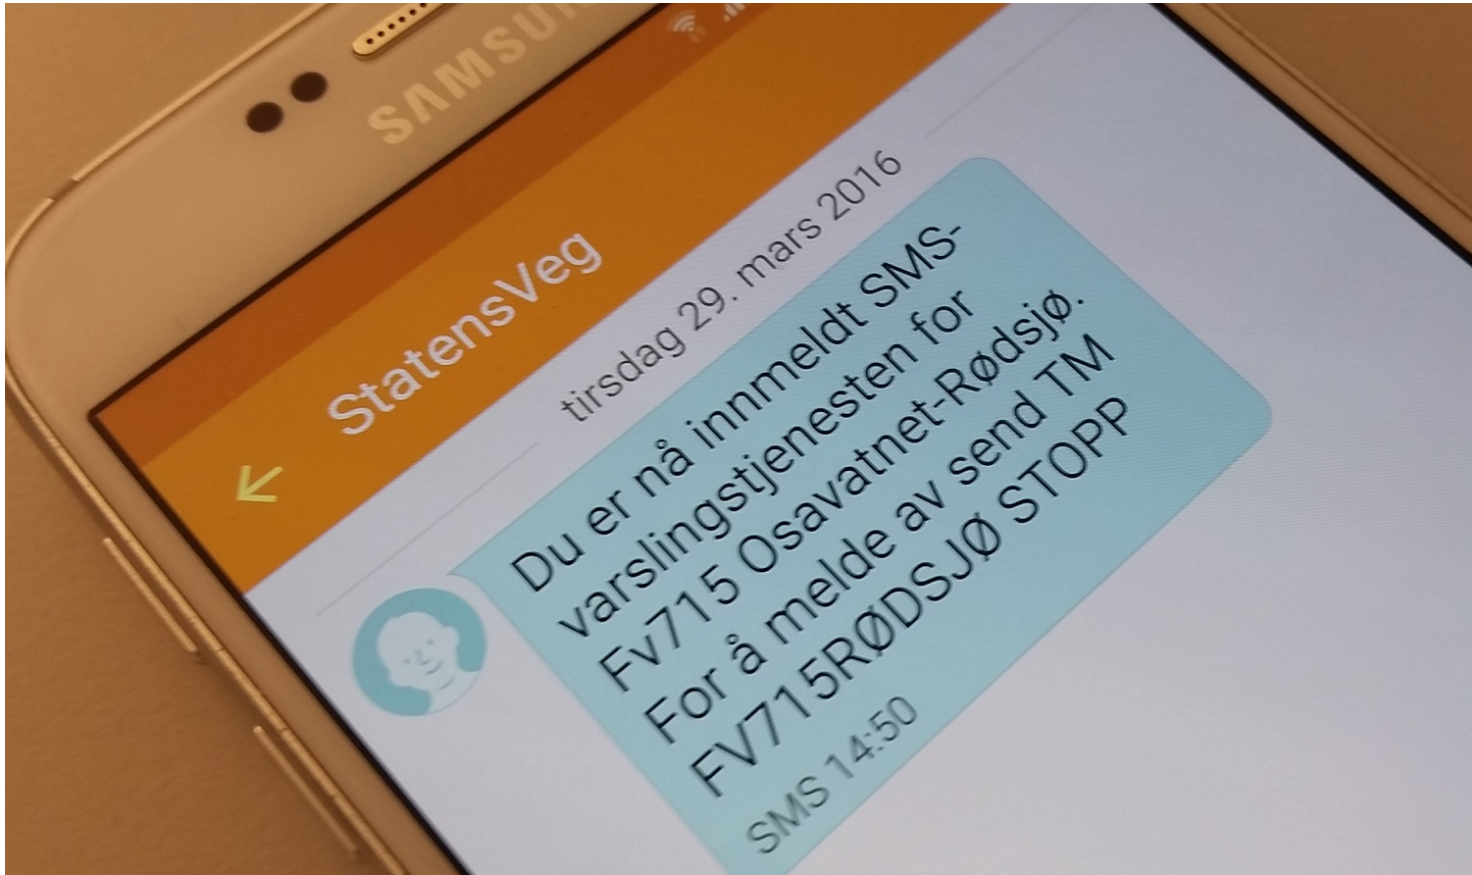 SAMSUNG
StatensVeg
tirsdag 29. mars 2016
Du er nå innmeldt SMS-
varslingstjenesten for
Fv715 Osavatnet-Rødsjø.
For å melde av send TM
FV715RØDSJØ STOPP
SMS 14:50